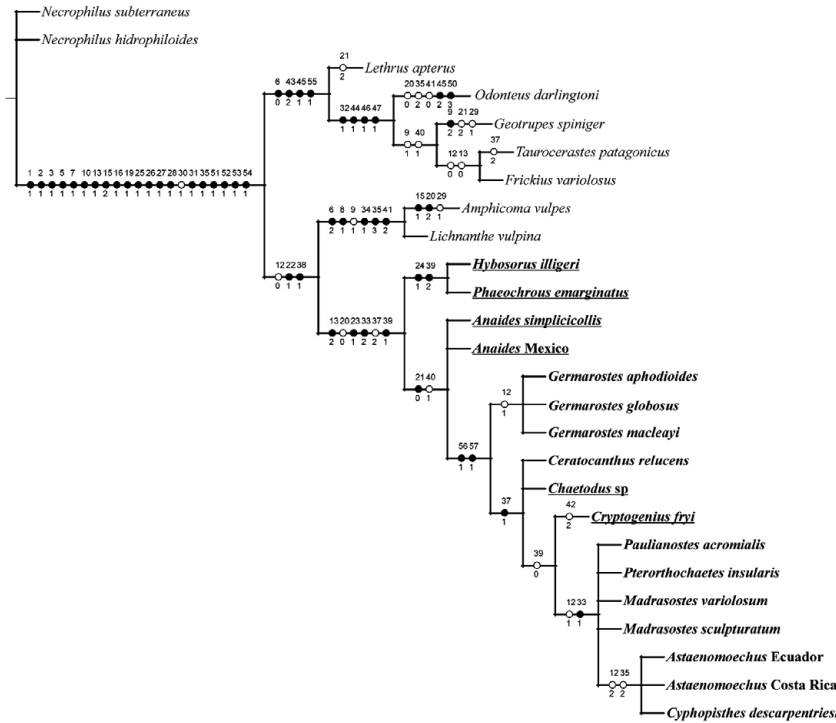 Necrophilus subterraneus
Necrophilus hidrophiloides
21
2
Lethrus apterus
6 43 45 55
0 2 1 1
20 35 41 45 50
0 2 0 2 3
Odonteus darlingtoni
32 44 46 47
1 1 1 1
9 21 29
2 2 1
Geotrupes spiniger
9 40
1 1
37
2
Taurocerastes patagonicus
12 13
0 0
Frickius variolosus
1 2 3 5 7 10 13 15 16 19 25 26 27 28 30 31 35 51 52 53 54
1 1 1 1 1 1 1 2 1 1 1 1 1 1 1 1 1 1 1 1 1
6 8 9 34 35 41
2 1 1 1 3 2
15 20 29
1 2 1
Amphicoma vulpes
Lichnanthe vulpina
12 22 38
0 1 1
24 39
1 2
Hybosorus illigeri
Phaeochrous emarginatus
13 20 23 33 37 39
2 0 1 2 2 1
Anaides simplicicollis
Anaides Mexico
21 40
0 1
Germarostes aphodioides
12
1
Germarostes globosus
Germarostes macleayi
56 57
1 1
Ceratocanthus relucens
37
1
Chaetodus sp
42
2
Cryptogenius fryi
39
0
Paulianostes acromialis
Pterorthochaetes insularis
12 33
1 1
Madrasostes variolosum
Madrasostes sculpturatum
Astaenomoechus Ecuador
12 35
2 2
Astaenomoechus Costa Rica
Cyphopisthes descarpentriesi